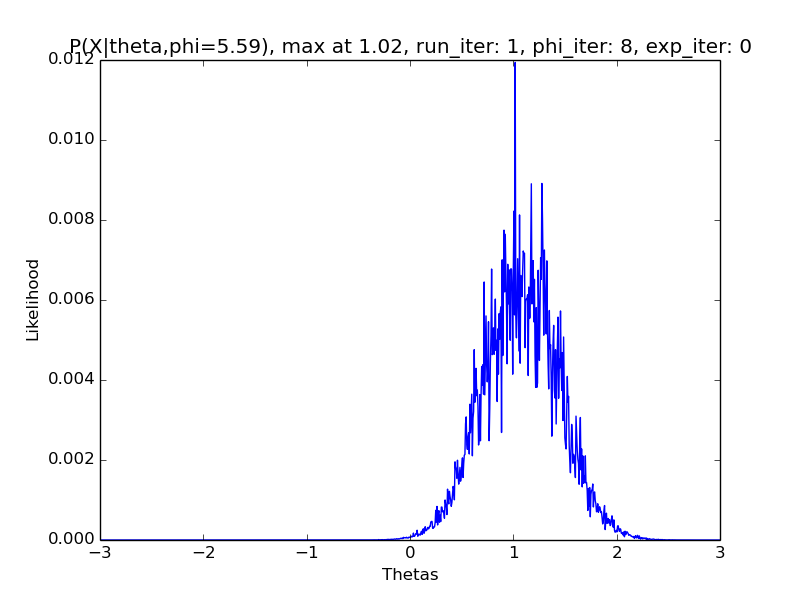 P(X|theta,phi=5.59), max at 1.02, run_iter: 1, phi_iter: 8, exp_iter: 0
0.012
0.010
0.008
0.006
0.004
0.002
0.000
Likelihood
−3 −2 −1 0 1 2 3
Thetas